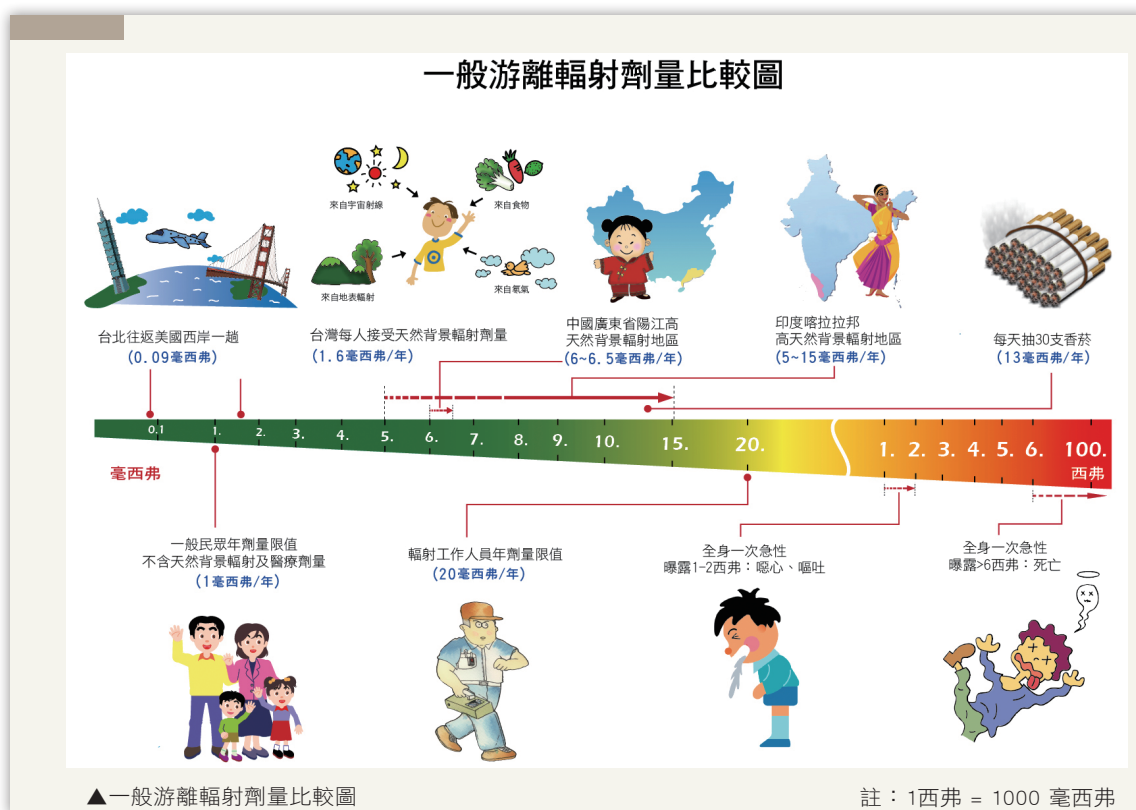 一般游離輻射劑量比較圖
來自宇宙射線
來自食物
來自地表輻射
來自氡氣
台北往返美國西岸一趟
(0.09毫西弗)
台灣每人接受天然背景輻射劑量
(1.6毫西弗/年)
中國廣東省陽江高
天然背景輻射地區
(6~6.5毫西弗/年)
印度喀拉拉邦
高天然背景輻射地區
(5~15毫西弗/年)
每天抽30支香菸
(13毫西弗/年)
0.1 1. 2. 3. 4. 5. 6. 7. 8. 9. 10. 15. 20. 1. 2. 3. 4. 5. 6. 100.
毫西弗
西弗
一般民眾年劑量限值
不含天然背景輻射及醫療劑量
(1毫西弗/年)
輻射工作人員年劑量限值
(20毫西弗/年)
全身一次急性
曝露1-2西弗：噁心、嘔吐
全身一次急性
曝露>6西弗：死亡
▲一般游離輻射劑量比較圖
註：1西弗 = 1000 毫西弗